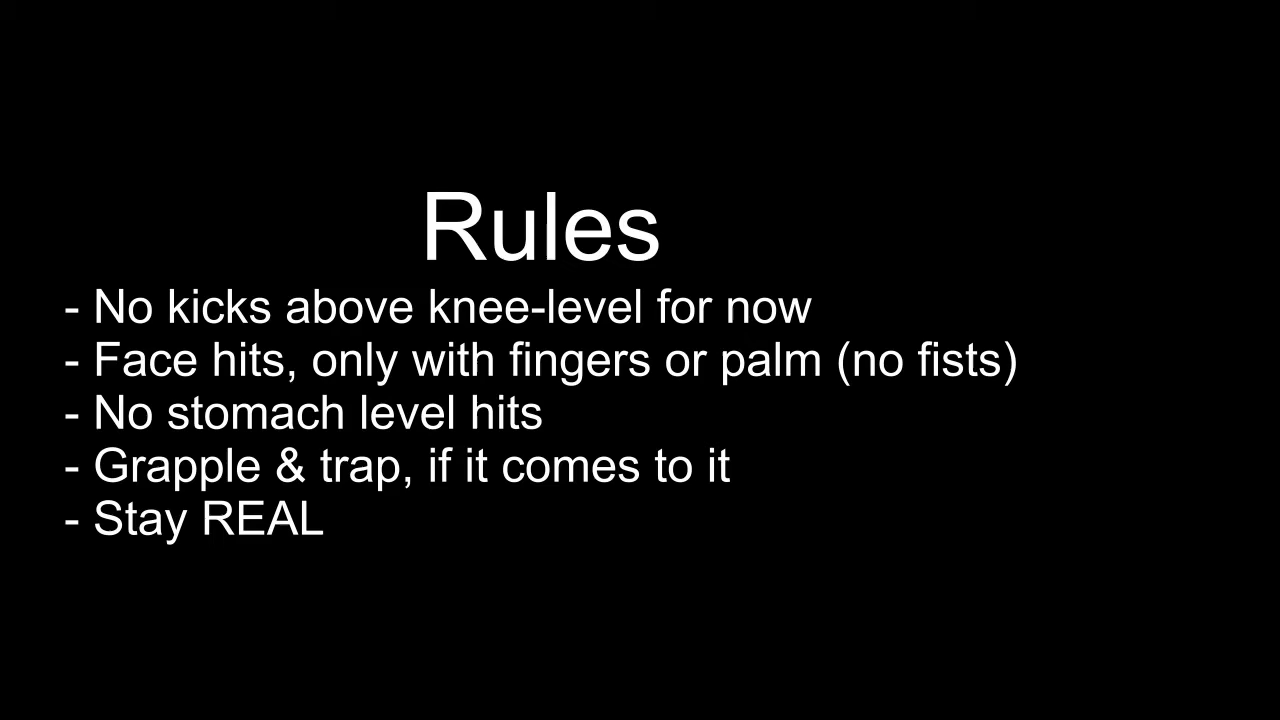 Rules
- No kicks above knee-level for now
- Face hits, only with fingers or palm (no fists)
- No stomach level hits
- Grapple & trap, if it comes to it
- Stay REAL